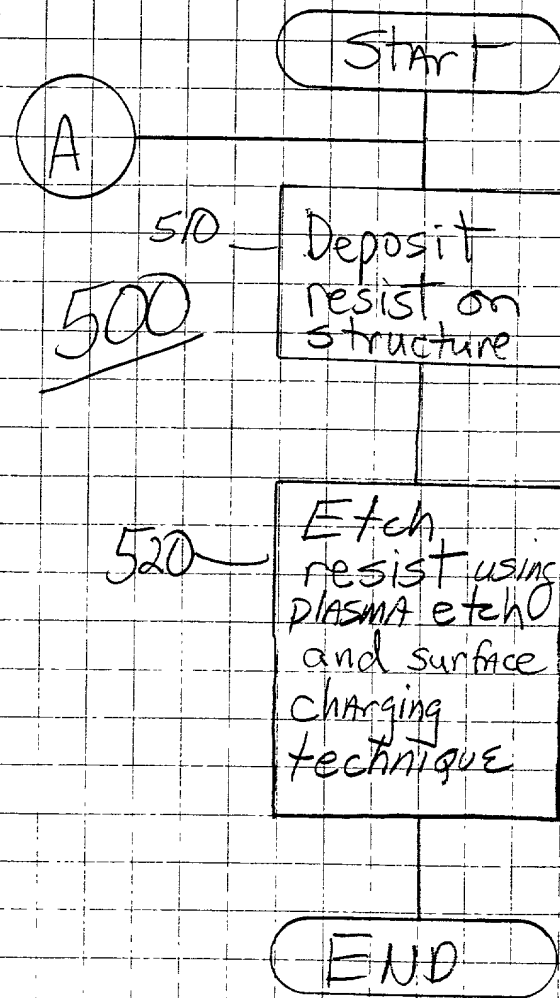 START
A
510
Deposit
resist on
structure
500
Etch
resist using
PLASMA etch
and surface
charging
technique
520
END